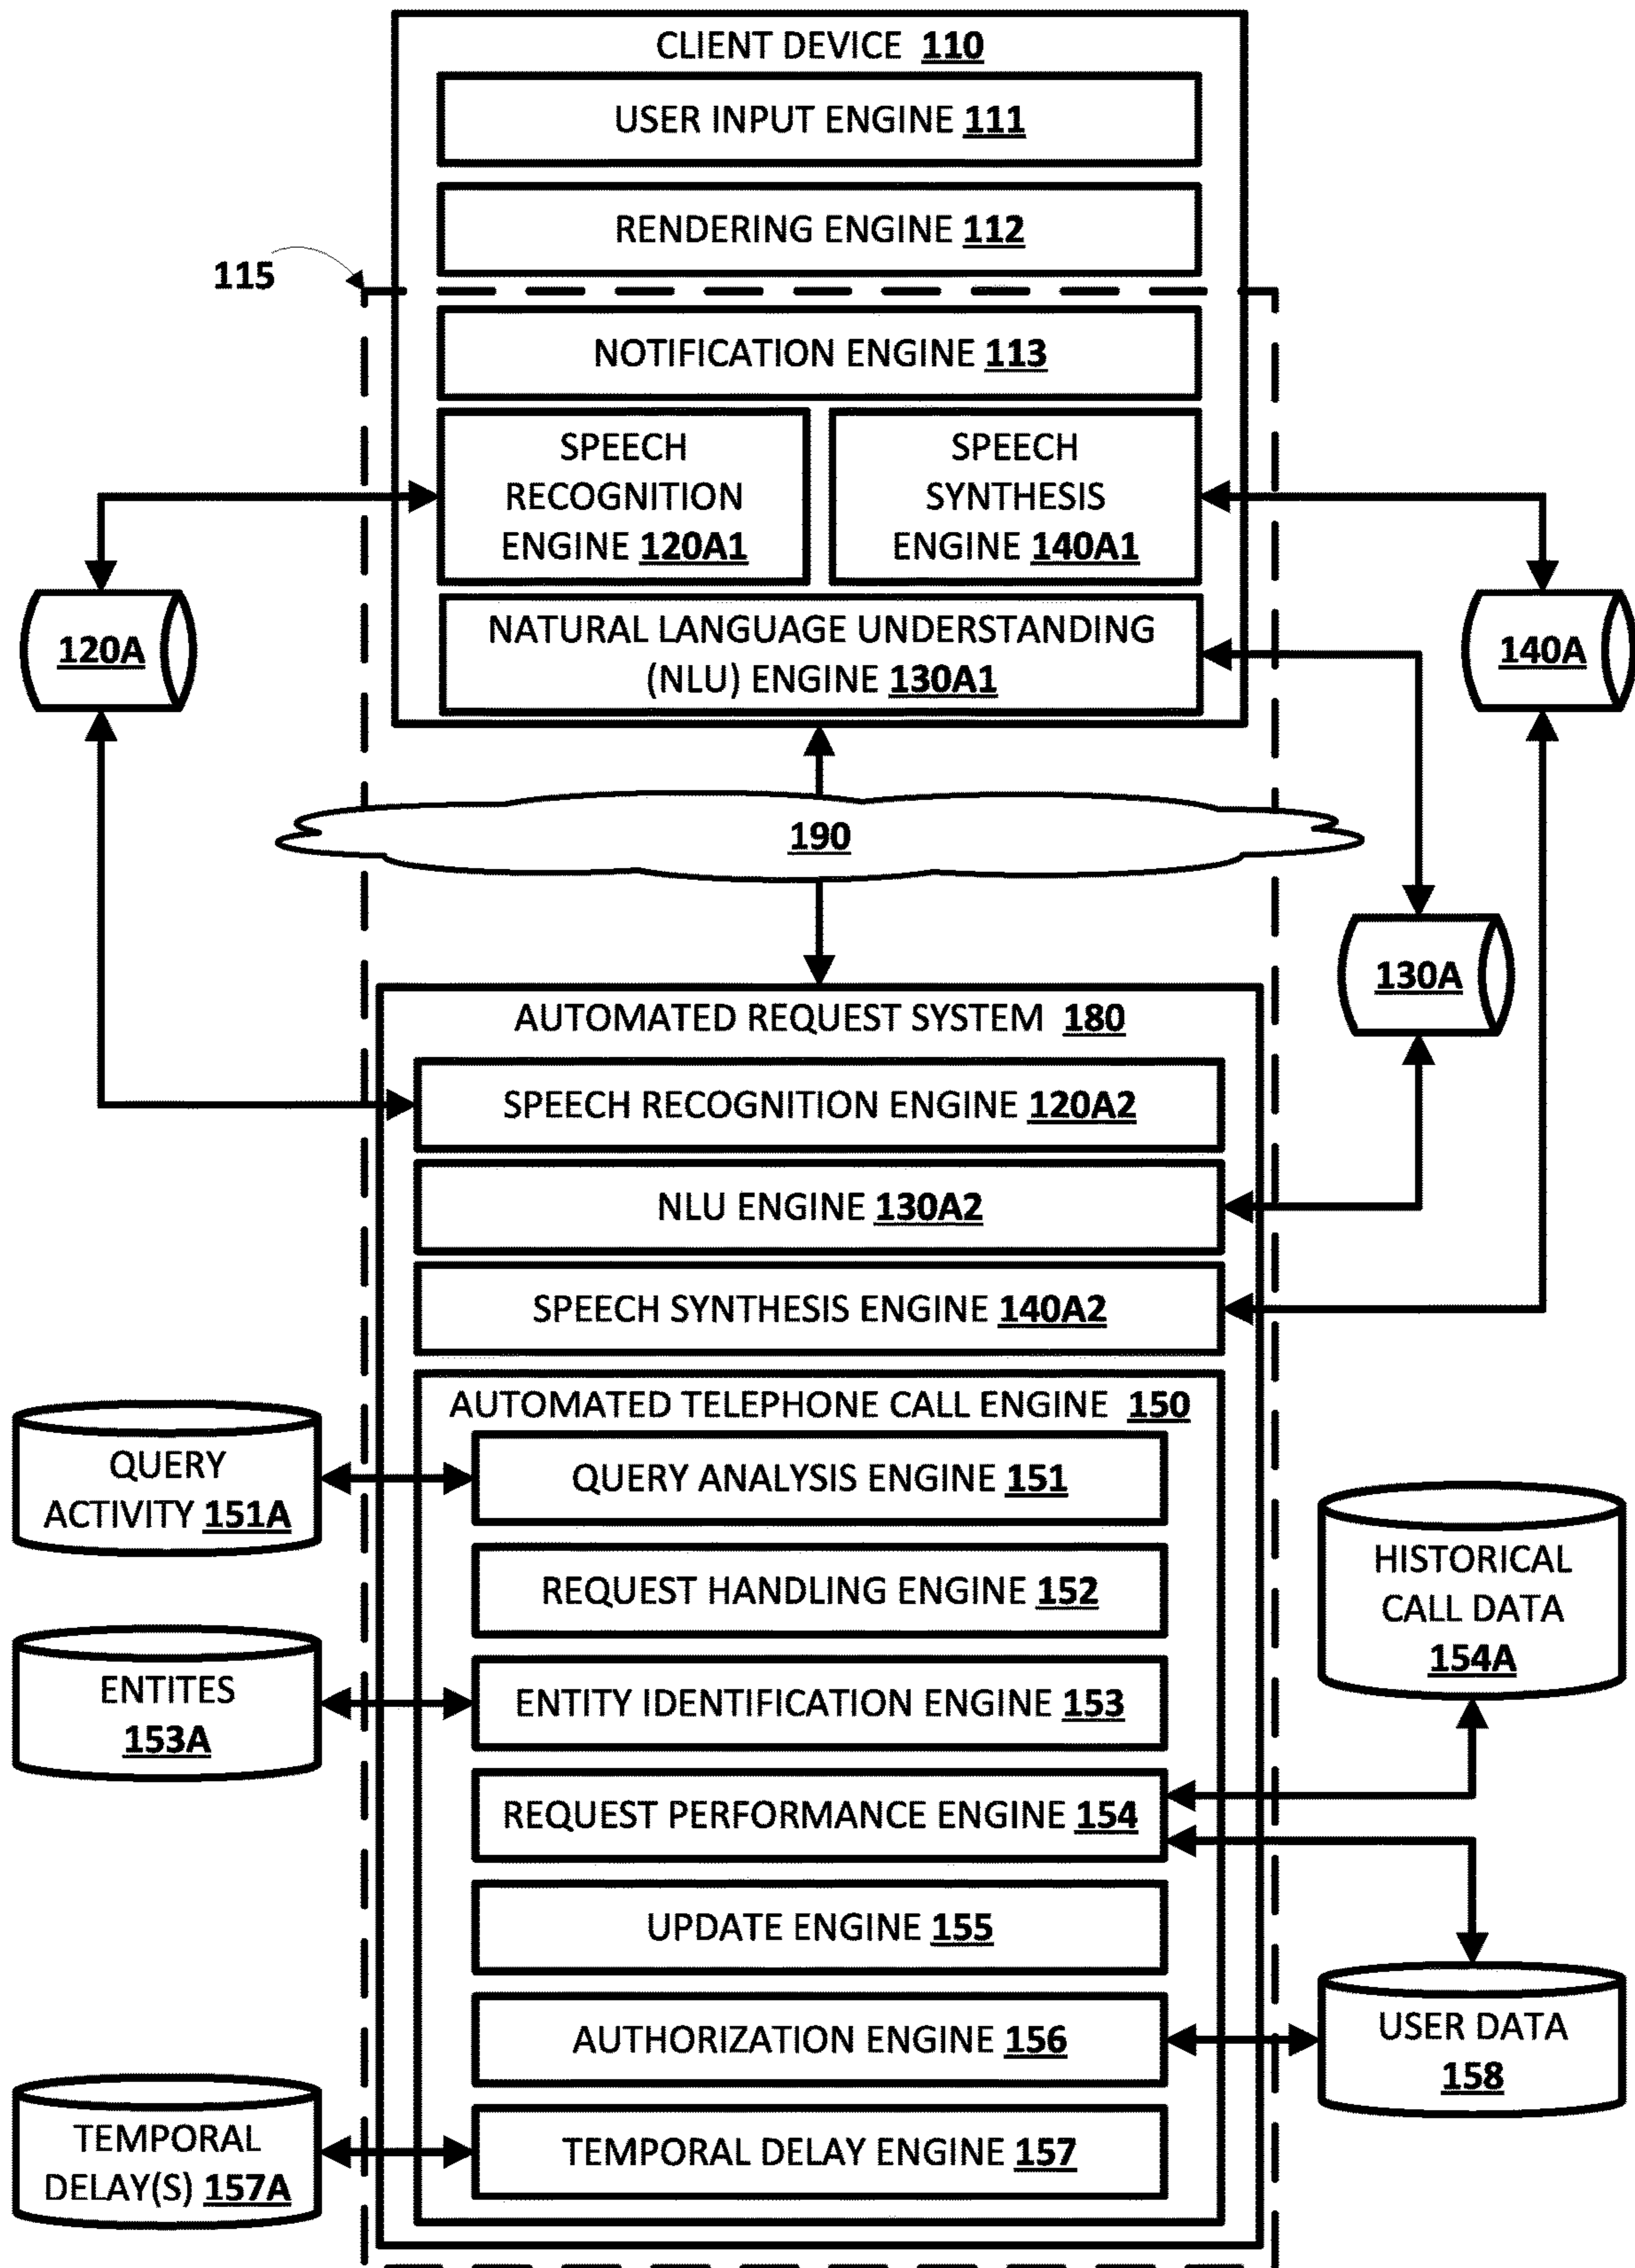 CLIENT DEVICE 110
USER INPUT ENGINE 111
RENDERING ENGINE 112
115
NOTIFICATION ENGINE 113
SPEECH
RECOGNITION
ENGINE 120A1
SPEECH
SYNTHESIS
ENGINE 140A1
120A
NATURAL LANGUAGE UNDERSTANDING
(NLU) ENGINE 130A1
140A
190
130A
AUTOMATED REQUEST SYSTEM 180
SPEECH RECOGNITION ENGINE 120A2
NLU ENGINE 130A2
SPEECH SYNTHESIS ENGINE 140A2
AUTOMATED TELEPHONE CALL ENGINE 150
QUERY
ACTIVITY 151A
QUERY ANALYSIS ENGINE 151
REQUEST HANDLING ENGINE 152
HISTORICAL
CALL DATA
154A
ENTITES
153A
ENTITY IDENTIFICATION ENGINE 153
REQUEST PERFORMANCE ENGINE 154
UPDATE ENGINE 155
AUTHORIZATION ENGINE 156
USER DATA
158
TEMPORAL
DELAY(S) 157A
TEMPORAL DELAY ENGINE 157